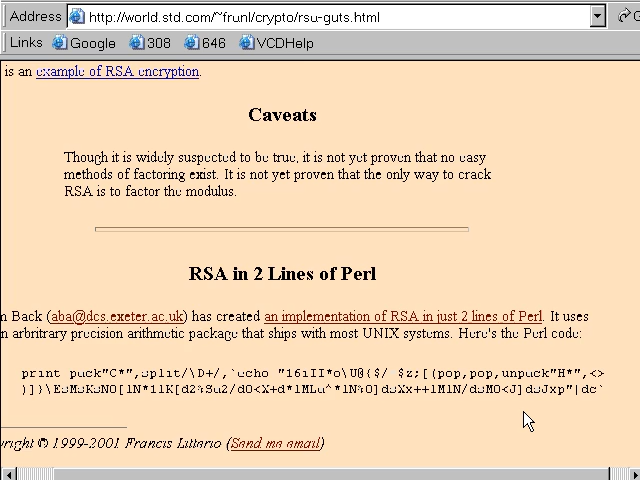 Address http://world.std.com/~frunl/crypto/rsu-guts.html
Links Google 308 646 VCDHelp
is an example of RSA encryption.
Caveats
Though it is widely suspected to be true, it is not yet proven that no easy
methods of factoring exist. It is not yet proven that the only way to crack
RSA is to factor the modulus.
RSA in 2 Lines of Perl
m Back (aba@dcs.exeter.ac.uk) has created an implementation of RSA in just 2 lines of Perl. It uses
n arbitrary precision arithmetic package that ships with most UNIX systems. Here's the Perl code:
print pack"C*",split/\D+/,`echo "16iII*o\U@{$/ $z;[(pop,pop,unpack"H*",<>
)]}\EsMsKsN0[lN*1lK[d2%Sa2/d0<X+d*lMLa^*lN%0]dsXx++lMlN/dsM0<J]dsJxp"|dc`
right © 1999-2001 Francis Litterio (Send me email)